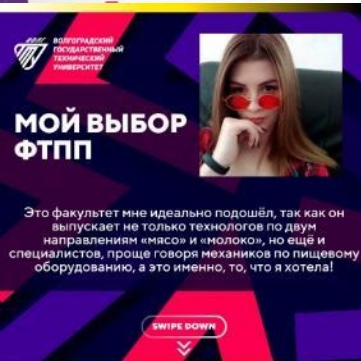 ВОЛГОГРАДСКИЙ
ГОСУДАРСТВЕННЫЙ
ТЕХНИЧЕСКИЙ
УНИВЕРСИТЕТ
МОЙ ВЫБОР
ФТПП
Это факультет мне идеально подошёл, так как он
выпускает не только технологов по двум
направлениям «мясо» и «молоко», но ещё и
специалистов, проще говоря механиков по пищевому
оборудованию, а это именно, то, что я хотела!
SWIPE DOWN